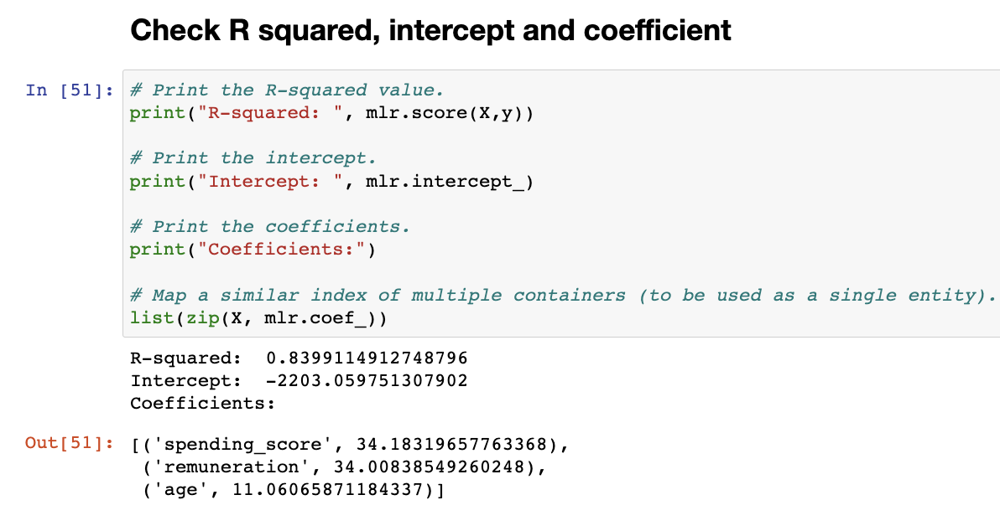 Check R squared, intercept and coefficient
In [51]: # Print the R-squared value.
print("R-squared: ", mlr.score(X,y))
# Print the intercept.
print("Intercept: ", mlr.intercept_)
# Print the coefficients.
print("Coefficients:")
# Map a similar index of multiple containers (to be used as a single entity).
list(zip(X, mlr.coef_))
R-squared:  0.8399114912748796
Intercept:  -2203.059751307902
Coefficients:
Out[51]: [('spending_score', 34.18319657763368),
('remuneration', 34.00838549260248),
('age', 11.06065871184337)]